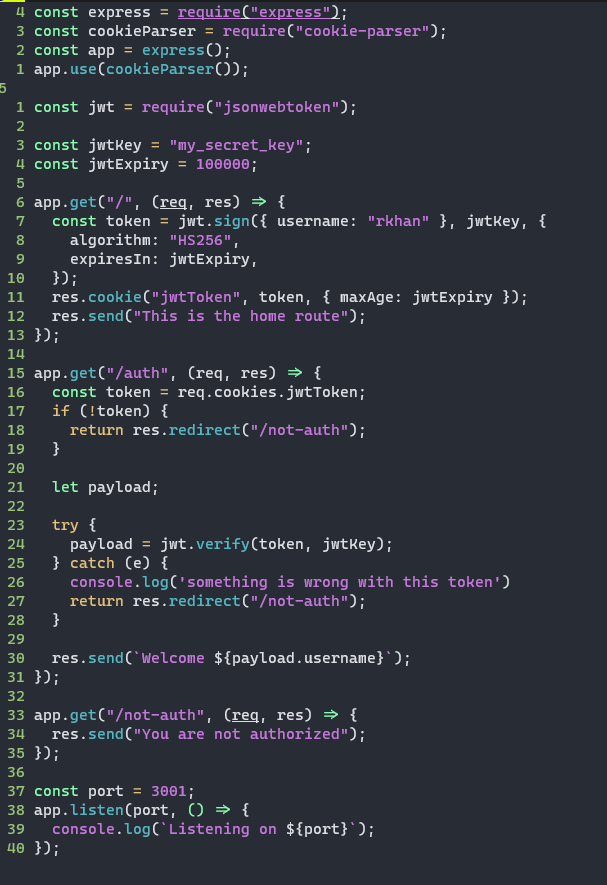 4 const express = require("express");
3 const cookieParser = require("cookie-parser");
2 const app = express();
1 app.use(cookieParser());
5
1 const jwt = require("jsonwebtoken");
2
3 const jwtKey = "my_secret_key";
4 const jwtExpiry = 100000;
5
6 app.get("/", (req, res) => {
7   const token = jwt.sign({ username: "rkhan" }, jwtKey, {
8     algorithm: "HS256",
9     expiresIn: jwtExpiry,
10   });
11   res.cookie("jwtToken", token, { maxAge: jwtExpiry });
12   res.send("This is the home route");
13 });
14
15 app.get("/auth", (req, res) => {
16   const token = req.cookies.jwtToken;
17   if (!token) {
18     return res.redirect("/not-auth");
19   }
20
21   let payload;
22
23   try {
24     payload = jwt.verify(token, jwtKey);
25   } catch (e) {
26     console.log('something is wrong with this token')
27     return res.redirect("/not-auth");
28   }
29
30   res.send(`Welcome ${payload.username}`);
31 });
32
33 app.get("/not-auth", (req, res) => {
34   res.send("You are not authorized");
35 });
36
37 const port = 3001;
38 app.listen(port, () => {
39   console.log(`Listening on ${port}`);
40 });